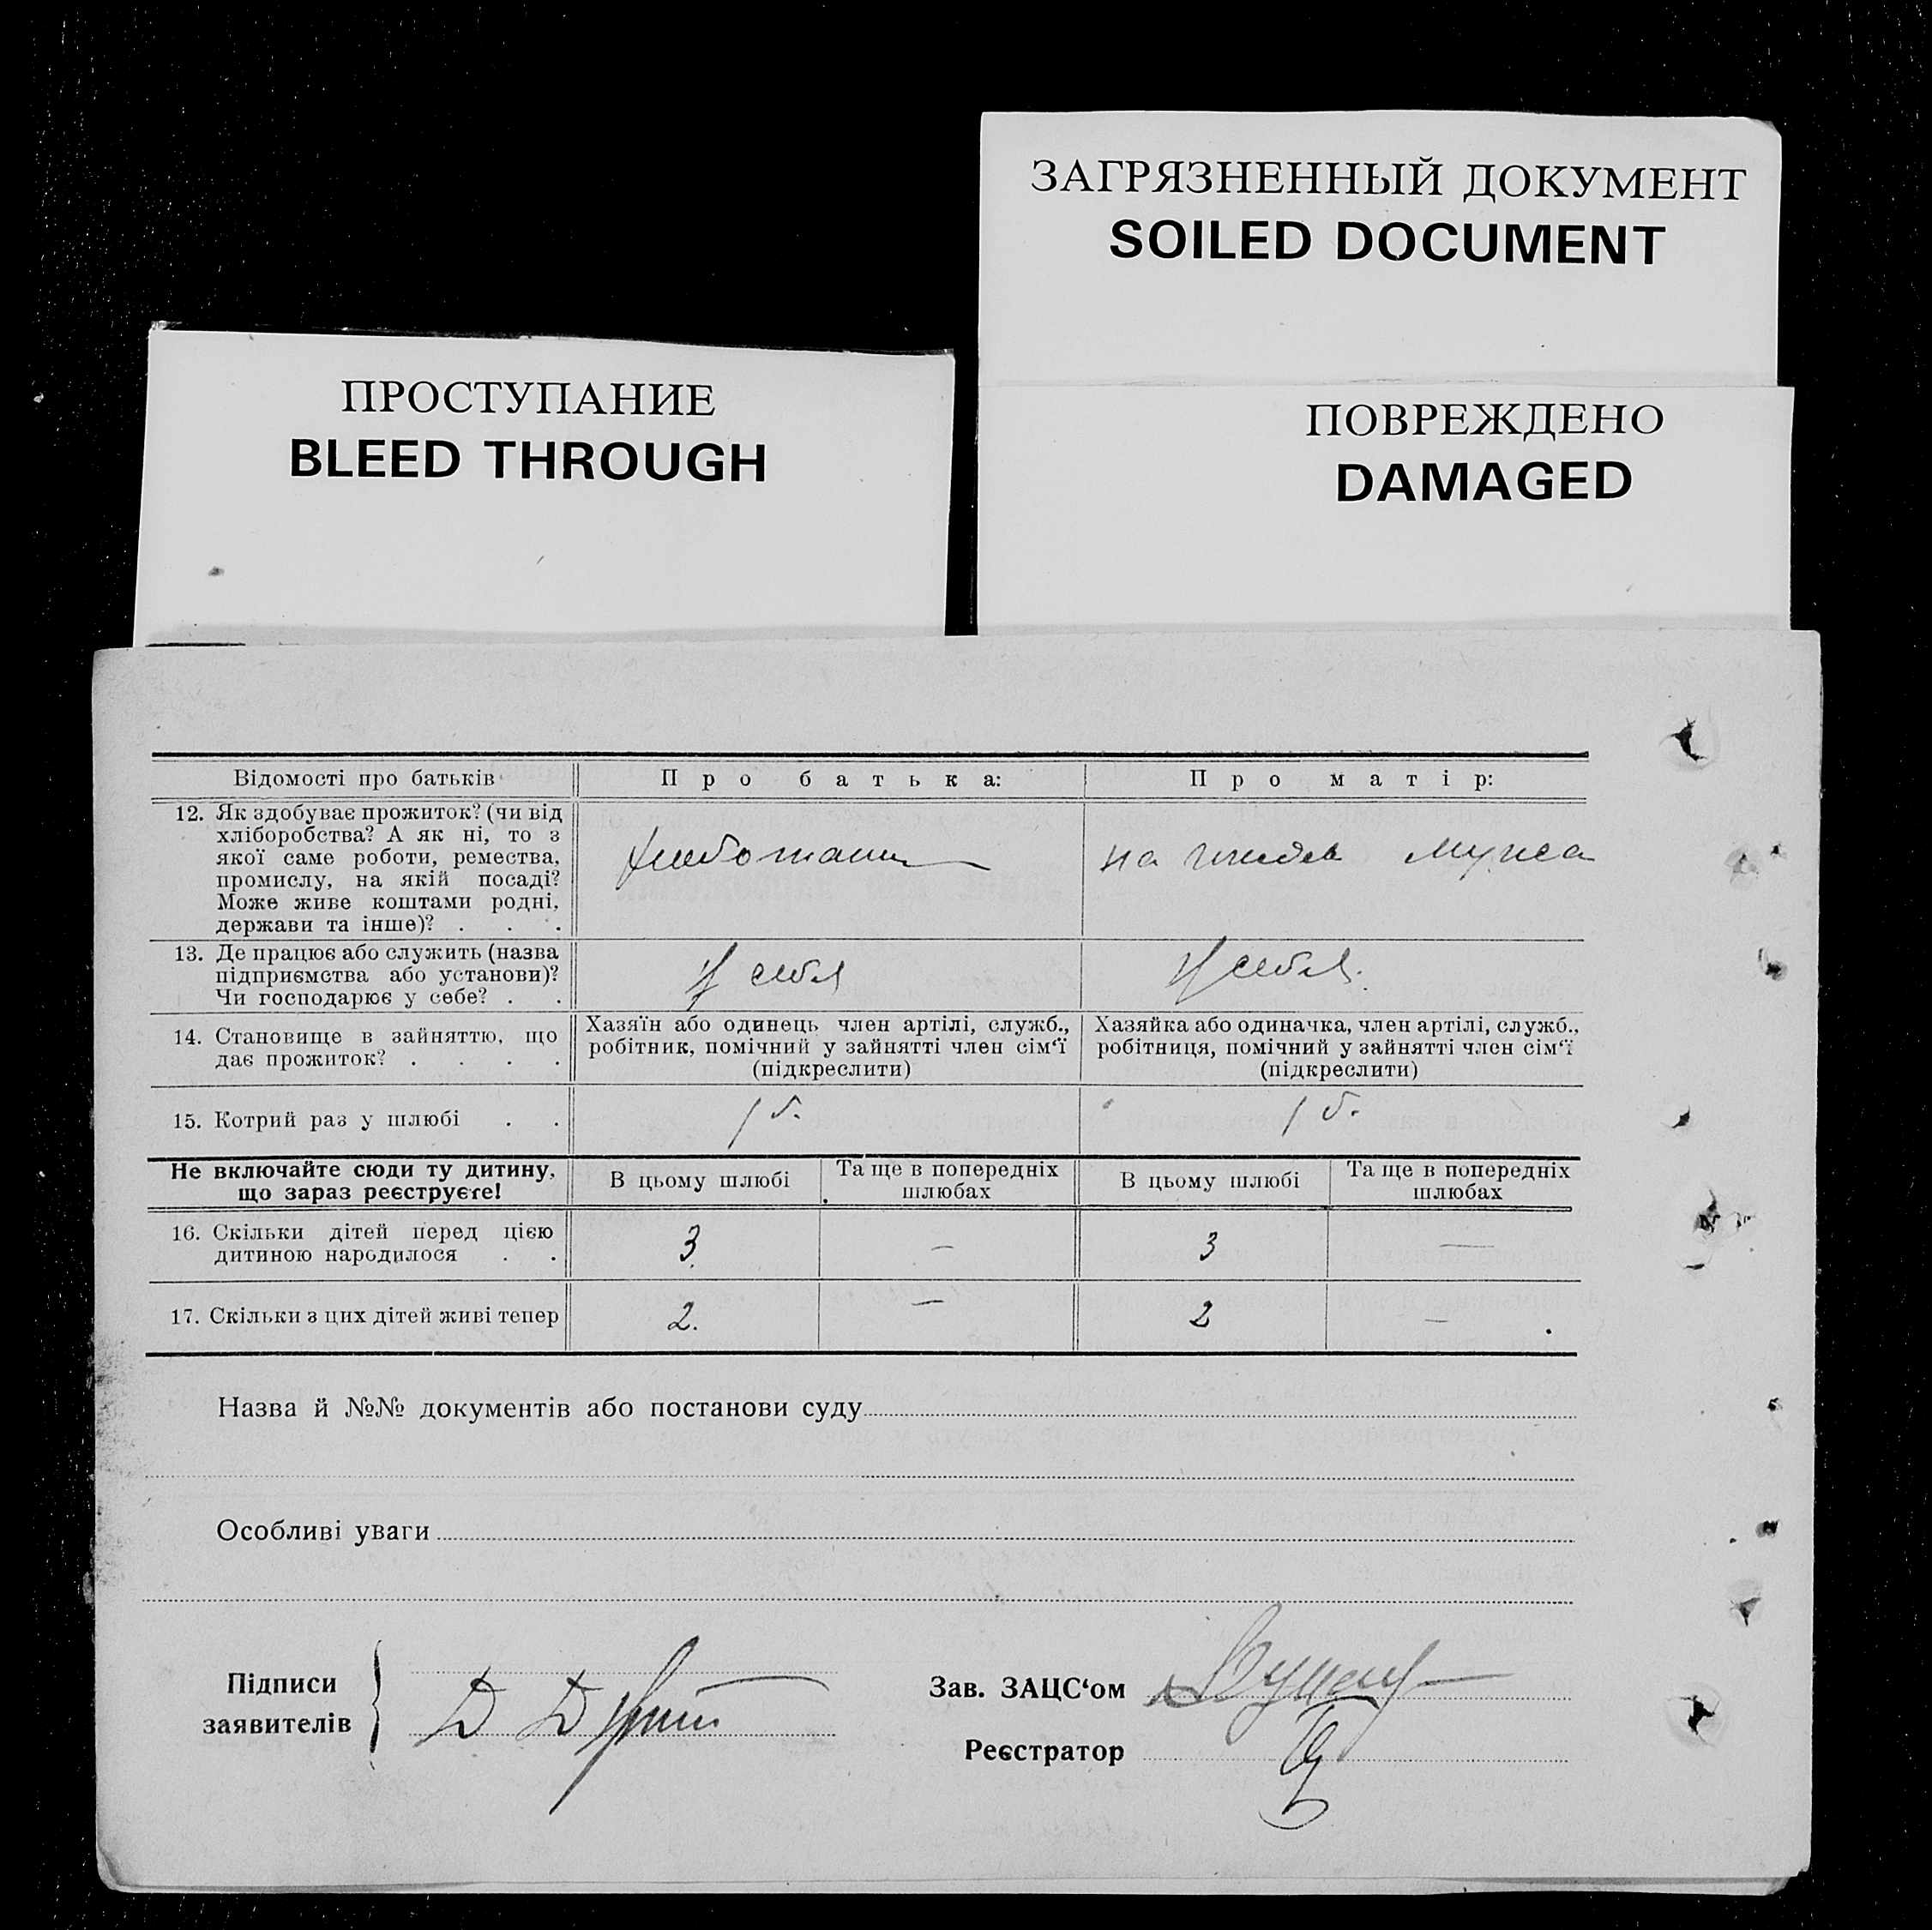 ЗАГРЯЗНЕННЫЙ ДОКУМЕНТ
SOILED DOCUMENT
ПРОСТУПАНИЕ
BLEED THROUGH
ПОВРЕЖДЕНО
DAMAGED
Відомості про батьків.
Про батька:
Про матір:
12. Як здобуває прожиток? (чи від
хліборобства? А як ні, то з
якої саме роботи, ремества,
промислу, на якій посаді?
Може живе коштами родні,
держави та інше)? . . .
на мужа
13. Де працює або служить (назва
підприємства або установи)?
Чи господарює у себе? . .
У себя
У себя.
14. Становище в зайняттю, що
дає прожиток? . . . .
Хазяїн або одинець член артілі, служб.,
робітник, помічний у зайнятті член сім‘ї
(підкреслити)
Хазяйка або одиначка, член артілі, служб.,
робітниця, помічний у зайнятті член сім‘ї
(підкреслити)
15. Котрий раз у шлюбі . .
1 б.
1 б.
Не включайте сюди ту дитину,
що зараз реєструєте!
В цьому шлюбі
Та ще в попередніх
шлюбах
В цьому шлюбі
Та ще в попередніх
шлюбах
16. Скільки дітей перед цією
дитиною народилося . .
3
—
3
—
17. Скільки з цих дітей живі тепер
2.
—
2
—
Назва й №№ документів або постанови суду
Особливі уваги
Підписи
заявителів
Зав. ЗАЦС‘ом
Реєстратор